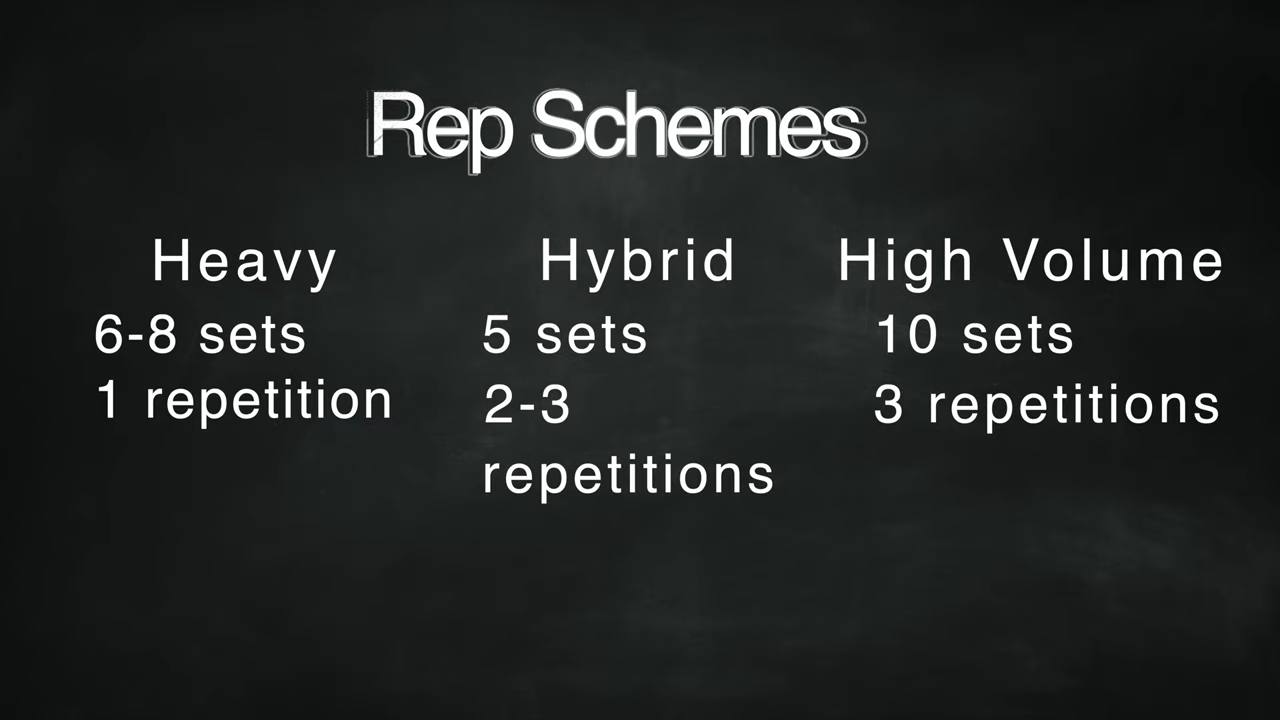 Rep Schemes
Heavy
6-8 sets
1 repetition
Hybrid
5 sets
2-3
repetitions
High Volume
10 sets
3 repetitions